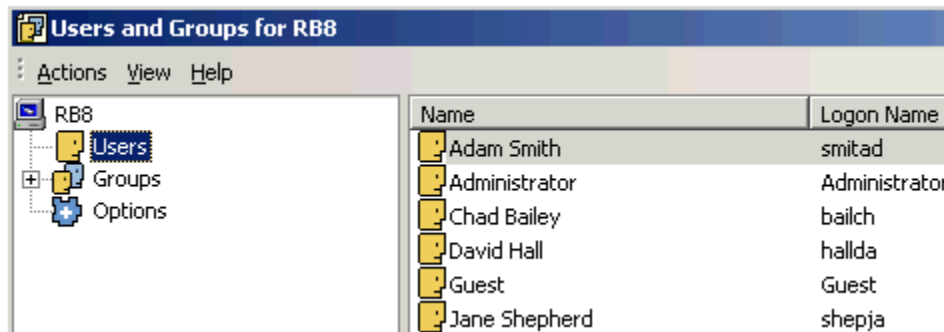 Users and Groups for RB8
Actions View Help
RB8
Users
Groups
Options
Name Logon Name
Adam Smith smitad
Administrator Administrator
Chad Bailey bailch
David Hall hallda
Guest Guest
Jane Shepherd shepja